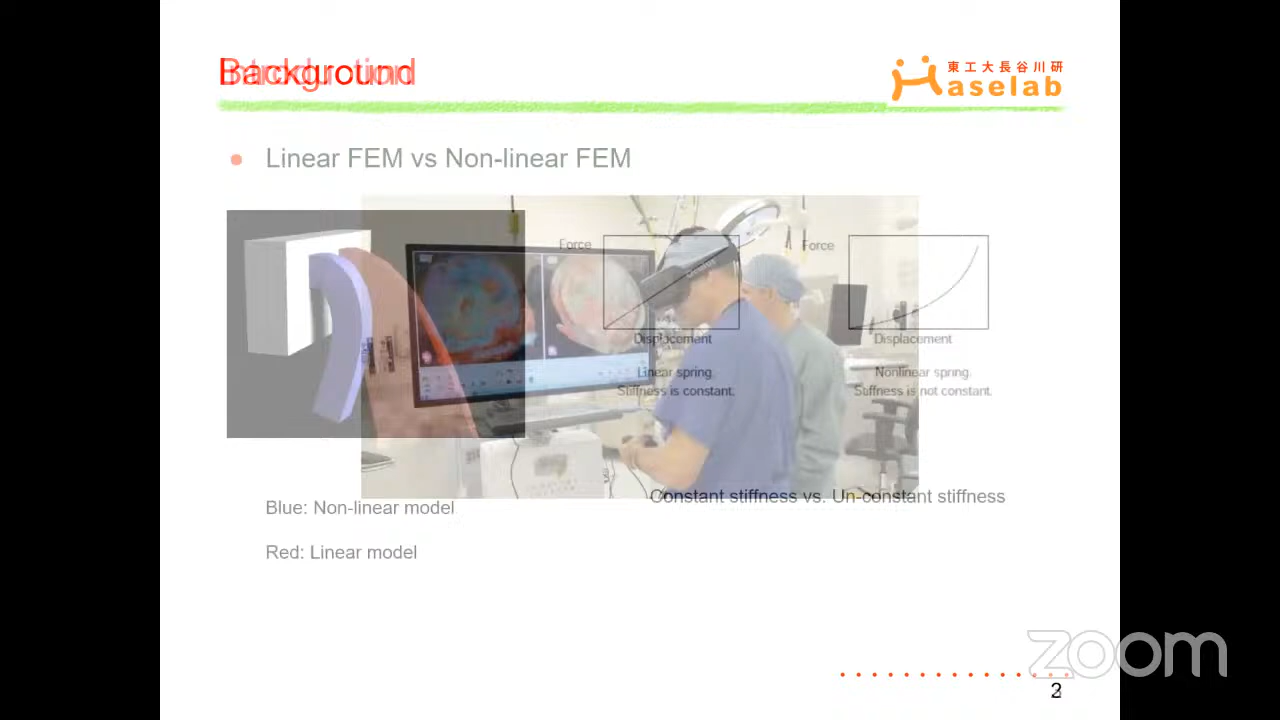 Background
Introduction
東工大長谷川研
Haselab
Linear FEM vs Non-linear FEM
Force
Displacement
Linear spring.
Stiffness is constant.
Force
Displacement
Nonlinear spring.
Stiffness is not constant.
Constant stiffness vs. Un-constant stiffness
Blue: Non-linear model
Red: Linear model
zoom